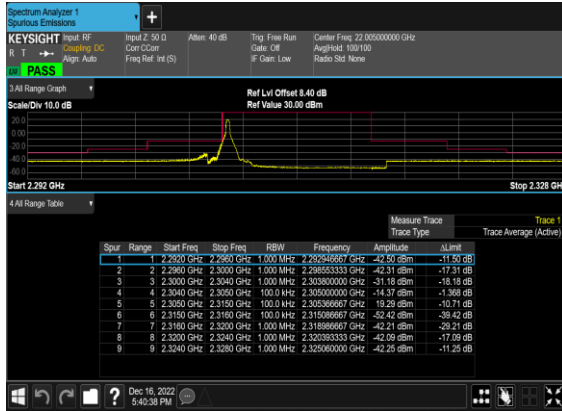 Spectrum Analyzer 1
Spurious Emissions
+
KEYSIGHT Input: RF Input Z: 50 Ω Atten: 40 dB Trig: Free Run Center Freq: 22.005000000 GHz
R T Coupling: DC Corr CCorr Gate: Off Avg|Hold: 100/100
Align: Auto Freq Ref: Int (S) IF Gain: Low Radio Std: None
PASS
3 All Range Graph
Ref Lvl Offset 8.40 dB
Scale/Div 10.0 dB Ref Value 30.00 dBm
20.0
0.00
-20.0
-40.0
-60.0
Start 2.292 GHz Stop 2.328 GH
4 All Range Table
Measure Trace Trace 1
Trace Type Trace Average (Active)
Spur Range Start Freq Stop Freq RBW Frequency Amplitude ΔLimit
1 1 2.2920 GHz 2.2960 GHz 1.000 MHz 2.292946667 GHz -42.50 dBm -11.50 dB
2 2 2.2960 GHz 2.3000 GHz 1.000 MHz 2.298553333 GHz -42.31 dBm -17.31 dB
3 3 2.3000 GHz 2.3040 GHz 1.000 MHz 2.303800000 GHz -31.18 dBm -18.18 dB
4 4 2.3040 GHz 2.3050 GHz 100.0 kHz 2.305000000 GHz -14.37 dBm -1.368 dB
5 5 2.3050 GHz 2.3150 GHz 100.0 kHz 2.305366667 GHz 19.29 dBm -10.71 dB
6 6 2.3150 GHz 2.3160 GHz 100.0 kHz 2.315086667 GHz -52.42 dBm -39.42 dB
7 7 2.3160 GHz 2.3200 GHz 1.000 MHz 2.318986667 GHz -42.21 dBm -29.21 dB
8 8 2.3200 GHz 2.3240 GHz 1.000 MHz 2.320393333 GHz -42.09 dBm -17.09 dB
9 9 2.3240 GHz 2.3280 GHz 1.000 MHz 2.325060000 GHz -42.25 dBm -11.25 dB
? Dec 16, 2022
5:40:38 PM